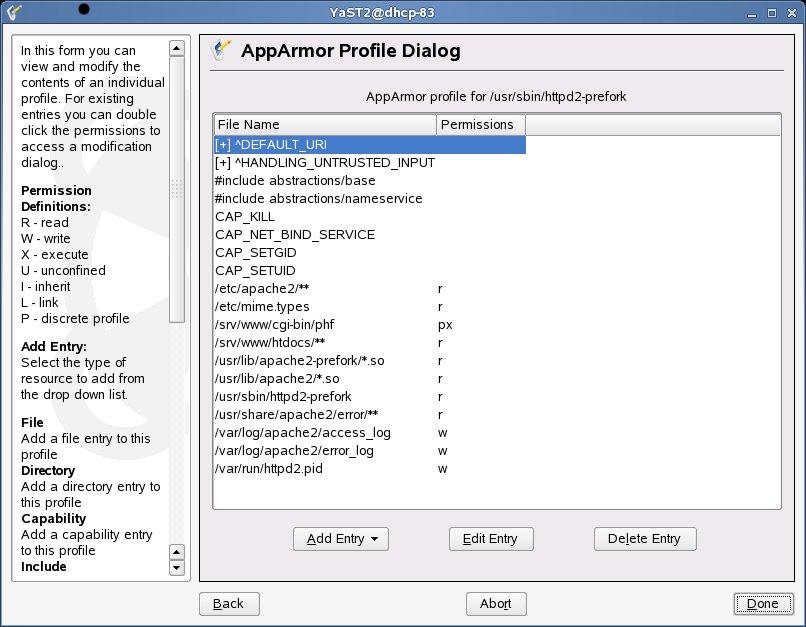 YaST2@dhcp-83
In this form you can
view and modify the
contents of an individual
profile. For existing
entries you can double
click the permissions to
access a modification
dialog..
Permission
Definitions:
R - read
W - write
X - execute
U - unconfined
I - inherit
L - link
P - discrete profile
Add Entry:
Select the type of
resource to add from
the drop down list.
File
Add a file entry to this
profile
Directory
Add a directory entry to
this profile
Capability
Add a capability entry
to this profile
Include
AppArmor Profile Dialog
AppArmor profile for /usr/sbin/httpd2-prefork
File Name Permissions
[+] ^DEFAULT_URI
[+] ^HANDLING_UNTRUSTED_INPUT
#include abstractions/base
#include abstractions/nameservice
CAP_KILL
CAP_NET_BIND_SERVICE
CAP_SETGID
CAP_SETUID
/etc/apache2/** r
/etc/mime.types r
/srv/www/cgi-bin/phf px
/srv/www/htdocs/** r
/usr/lib/apache2-prefork/*.so r
/usr/lib/apache2/*.so r
/usr/sbin/httpd2-prefork r
/usr/share/apache2/error/** r
/var/log/apache2/access_log w
/var/log/apache2/error_log w
/var/run/httpd2.pid w
Add Entry Edit Entry Delete Entry
Back Abort Done